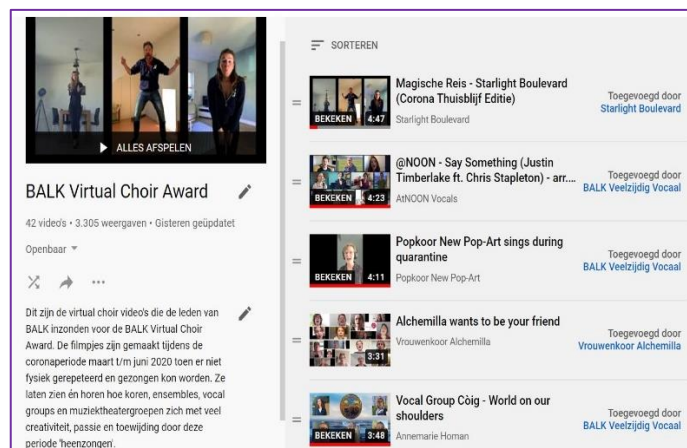 ALLES AFSPELEN
BALK Virtual Choir Award
42 video's • 3.305 weergaven • Gisteren geüpdatet
Openbaar
Dit zijn de virtual choir video's die de leden van
BALK inzonden voor de BALK Virtual Choir
Award. De filmpjes zijn gemaakt tijdens de
coronaperiode maart t/m juni 2020 toen er niet
fysiek gerepeteerd en gezongen kon worden. Ze
laten zien én horen hoe koren, ensembles, vocal
groups en muziektheatergroepen zich met veel
creativiteit, passie en toewijding door deze
periode 'heenzongen'.
SORTEREN
BEKEKEN 4:47
Magische Reis - Starlight Boulevard
(Corona Thuisblijf Editie)
Starlight Boulevard
Toegevoegd door
Starlight Boulevard
BEKEKEN 4:23
@NOON - Say Something (Justin
Timberlake ft. Chris Stapleton) - arr....
AtNOON Vocals
Toegevoegd door
BALK Veelzijdig Vocaal
BEKEKEN 4:11
Popkoor New Pop-Art sings during
quarantine
Popkoor New Pop-Art
Toegevoegd door
BALK Veelzijdig Vocaal
3:31
Alchemilla wants to be your friend
Vrouwenkoor Alchemilla
Toegevoegd door
Vrouwenkoor Alchemilla
BEKEKEN 3:48
Vocal Group Còig - World on our
shoulders
Annemarie Homan
Toegevoegd door
BALK Veelzijdig Vocaal